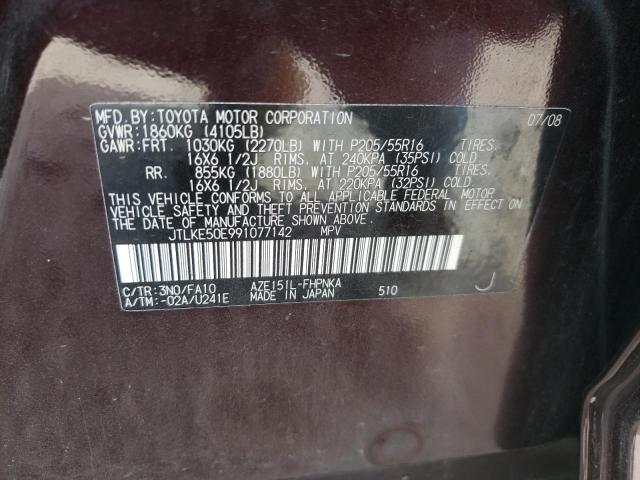 MFD.BY:TOYOTA MOTOR CORPORATION 07/08
GVWR:1860KG (4105LB)
GAWR:FRT. 1030KG (2270LB) WITH P205/55R16 TIRES.
16X6 1/2J RIMS. AT 240KPA (35PSI) COLD.
RR. 855KG (1880LB) WITH P205/55R16 TIRES.
16X6 1/2J RIMS. AT 220KPA (32PSI) COLD.
THIS VEHICLE CONFORMS TO ALL APPLICABLE FEDERAL MOTOR
VEHICLE SAFETY AND THEFT PREVENTION STANDARDS IN EFFECT ON
THE DATE OF MANUFACTURE SHOWN ABOVE.
JTLKE50E991077142 MPV
C/TR:3N0/FA10 AZE151L-FHPNKA
A/TM:-02A/U241E MADE IN JAPAN 510 J